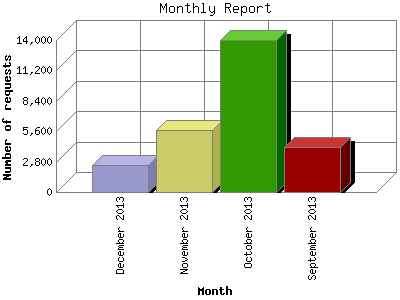 Monthly Report
Number of requests
14,000
11,200
8,400
5,600
2,800
0
December 2013
November 2013
October 2013
September 2013
Month